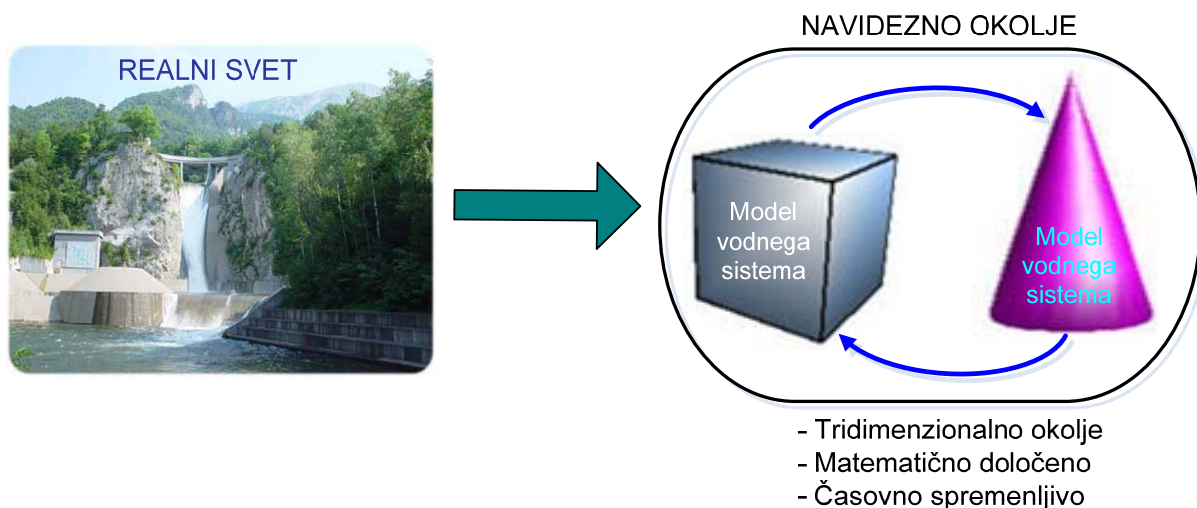 REALNI SVET
NAVIDEZNO OKOLJE
Model
vodnega
sistema
Model
vodnega
sistema
- Tridimenzionalno okolje
- Matematično določeno
- Časovno spremenljivo